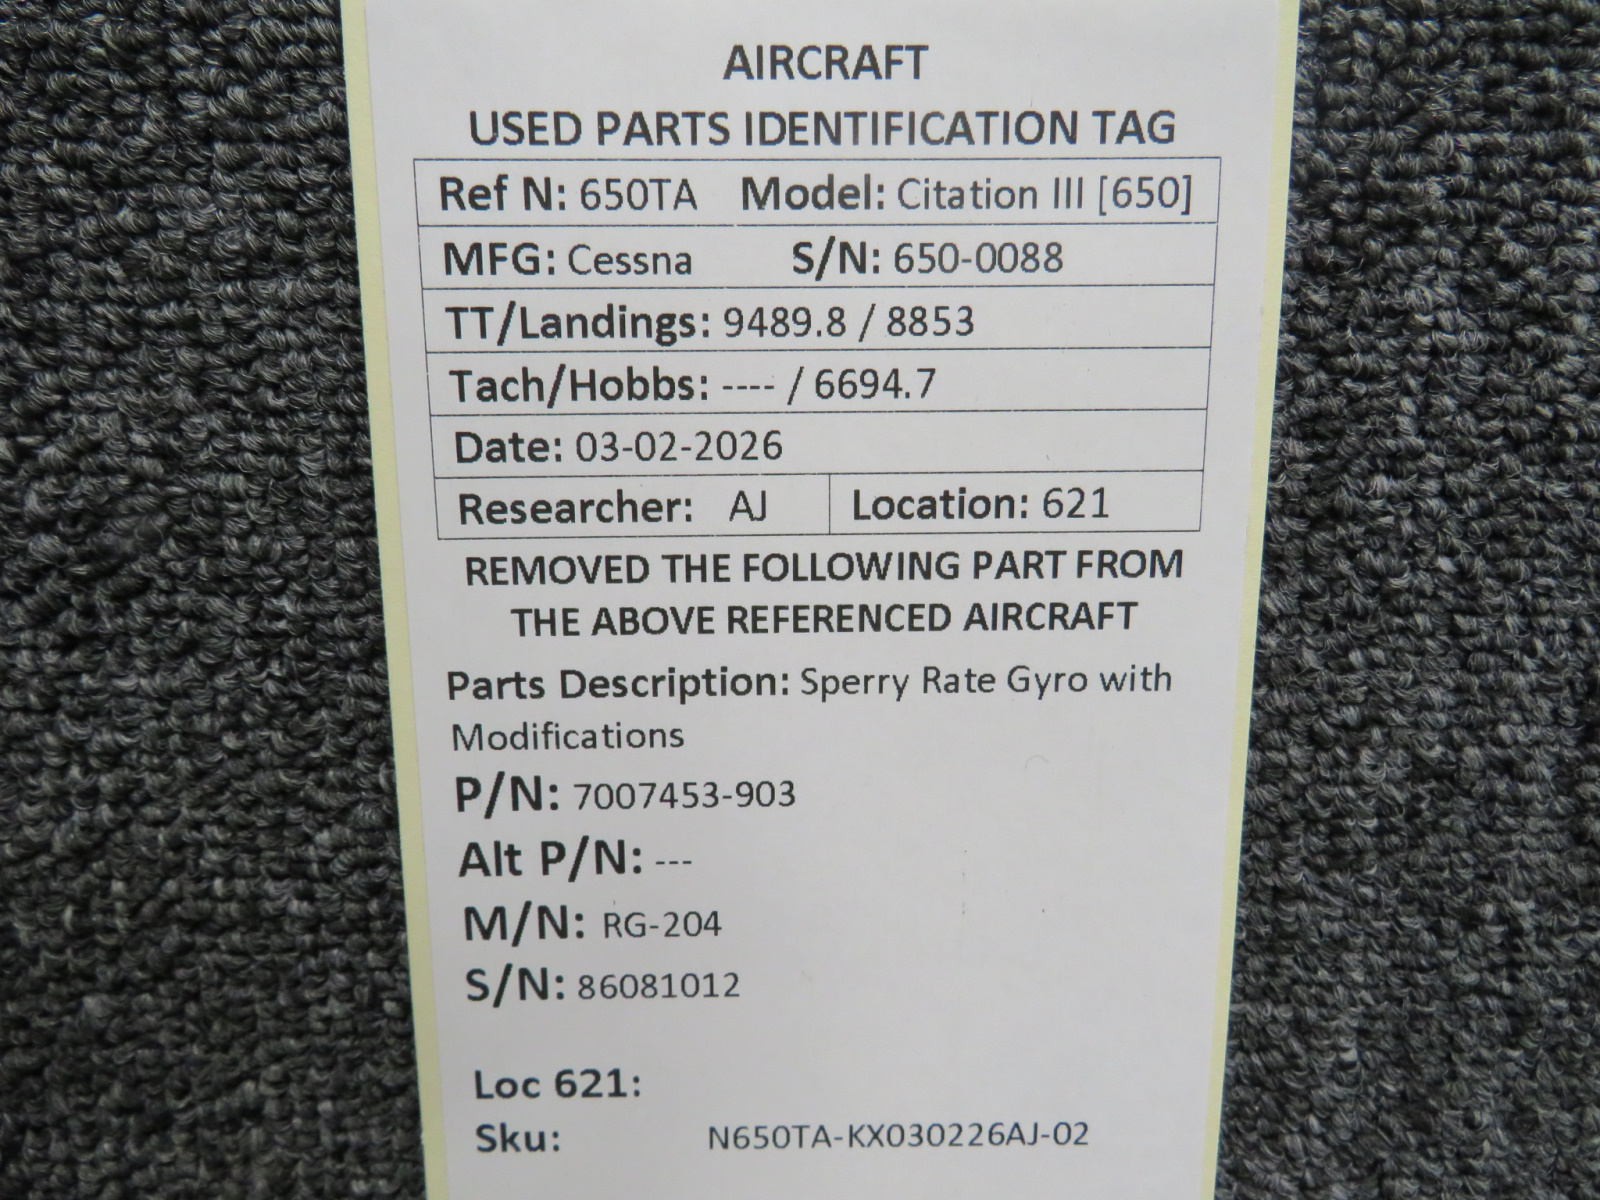 AIRCRAFT
USED PARTS IDENTIFICATION TAG
Ref N: 650TA Model: Citation III [650]
MFG: Cessna S/N: 650-0088
TT/Landings: 9489.8 / 8853
Tach/Hobbs: ---- / 6694.7
Date: 03-02-2026
Researcher: AJ Location: 621
REMOVED THE FOLLOWING PART FROM
THE ABOVE REFERENCED AIRCRAFT
Parts Description: Sperry Rate Gyro with
Modifications
P/N: 7007453-903
Alt P/N: ---
M/N: RG-204
S/N: 86081012
Loc 621:
Sku: N650TA-KX030226AJ-02